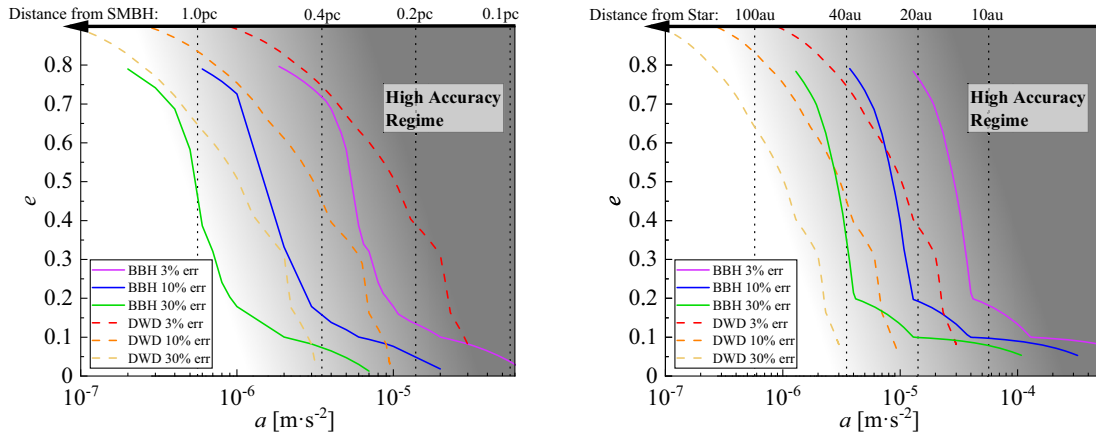 Distance from SMBH: 1.0pc 0.4pc 0.2pc 0.1pc
High Accuracy
Regime
e
0.8
0.7
0.6
0.5
0.4
0.3
0.2
0.1
0
BBH 3% err
BBH 10% err
BBH 30% err
DWD 3% err
DWD 10% err
DWD 30% err
10⁻⁷ 10⁻⁶ 10⁻⁵
a [m·s⁻²]
Distance from Star: 100au 40au 20au 10au
High Accuracy
Regime
e
0.8
0.7
0.6
0.5
0.4
0.3
0.2
0.1
0
BBH 3% err
BBH 10% err
BBH 30% err
DWD 3% err
DWD 10% err
DWD 30% err
10⁻⁷ 10⁻⁶ 10⁻⁵ 10⁻⁴
a [m·s⁻²]